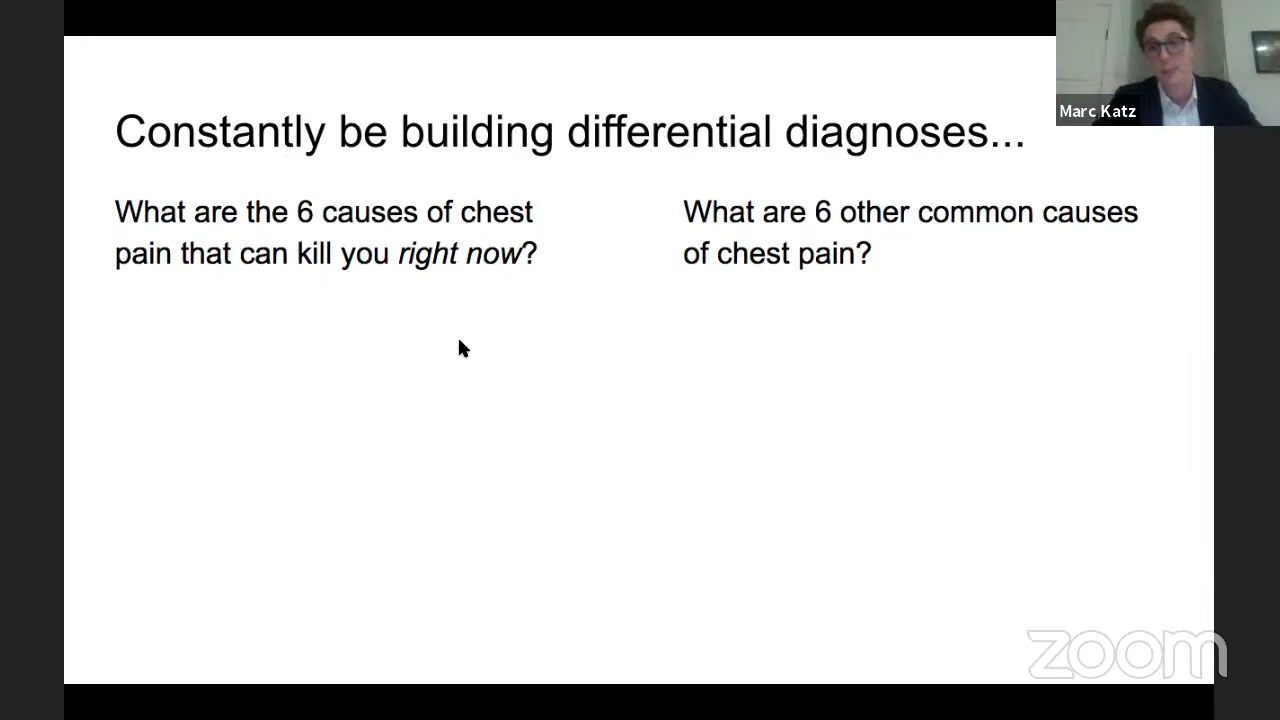 Marc Katz
Constantly be building differential diagnoses...
What are the 6 causes of chest
pain that can kill you right now?
What are 6 other common causes
of chest pain?
zoom